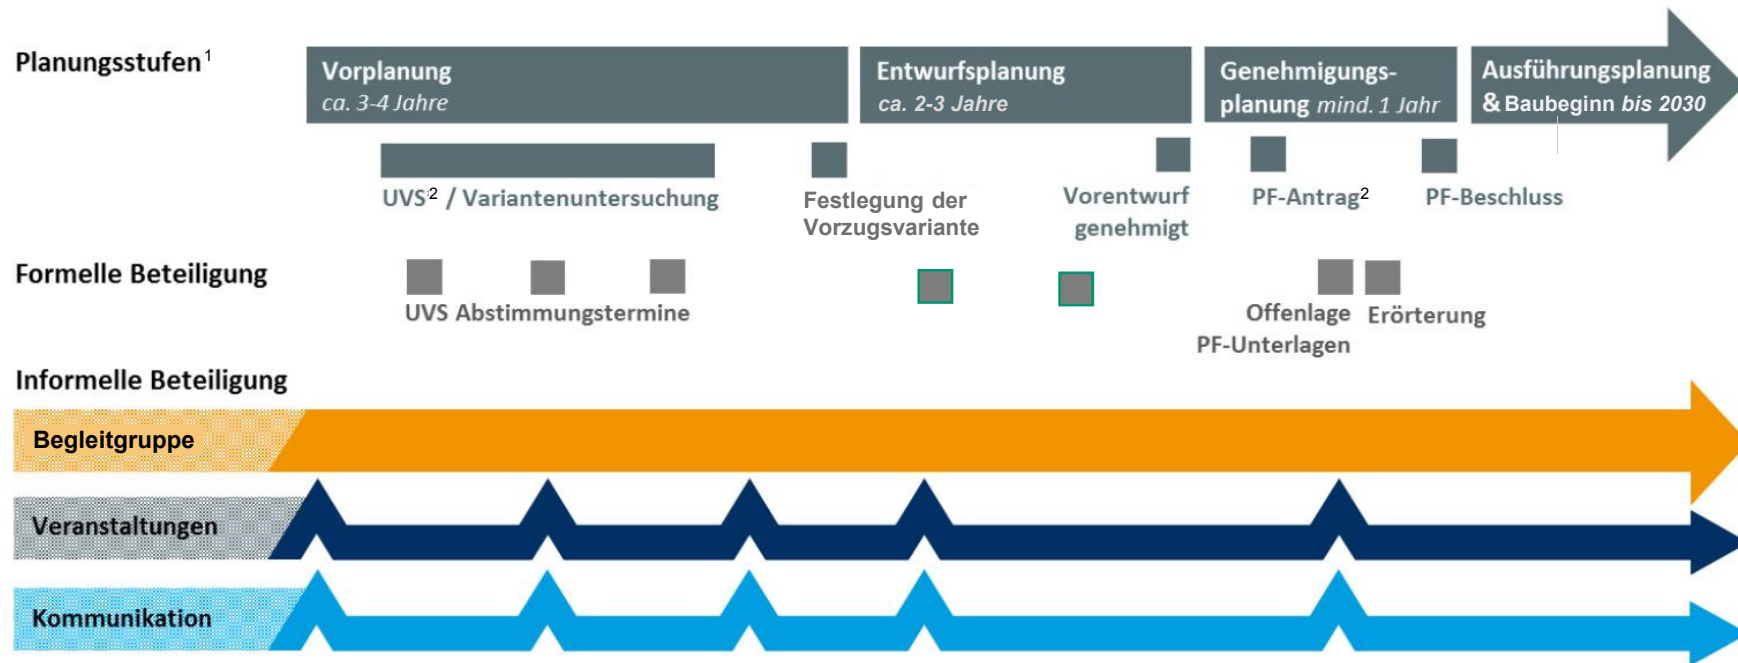 Planungsstufen1
Vorplanung
ca. 3-4 Jahre
Entwurfsplanung
ca. 2-3 Jahre
Genehmigungs-
planung mind. 1 Jahr
Ausführungsplanung
& Baubeginn bis 2030
UVS2 / Variantenuntersuchung
Festlegung der
Vorzugsvariante
Vorentwurf
genehmigt
PF-Antrag2
PF-Beschluss
Formelle Beteiligung
UVS Abstimmungstermine
Offenlage
PF-Unterlagen
Erörterung
Informelle Beteiligung
Begleitgruppe
Veranstaltungen
Kommunikation